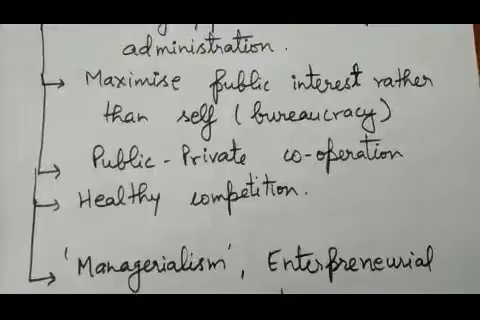 administration.
Maximise public interest rather
than self (bureaucracy)
Public-Private co-operation
Healthy competition.
'Managerialism', Enterpreneurial